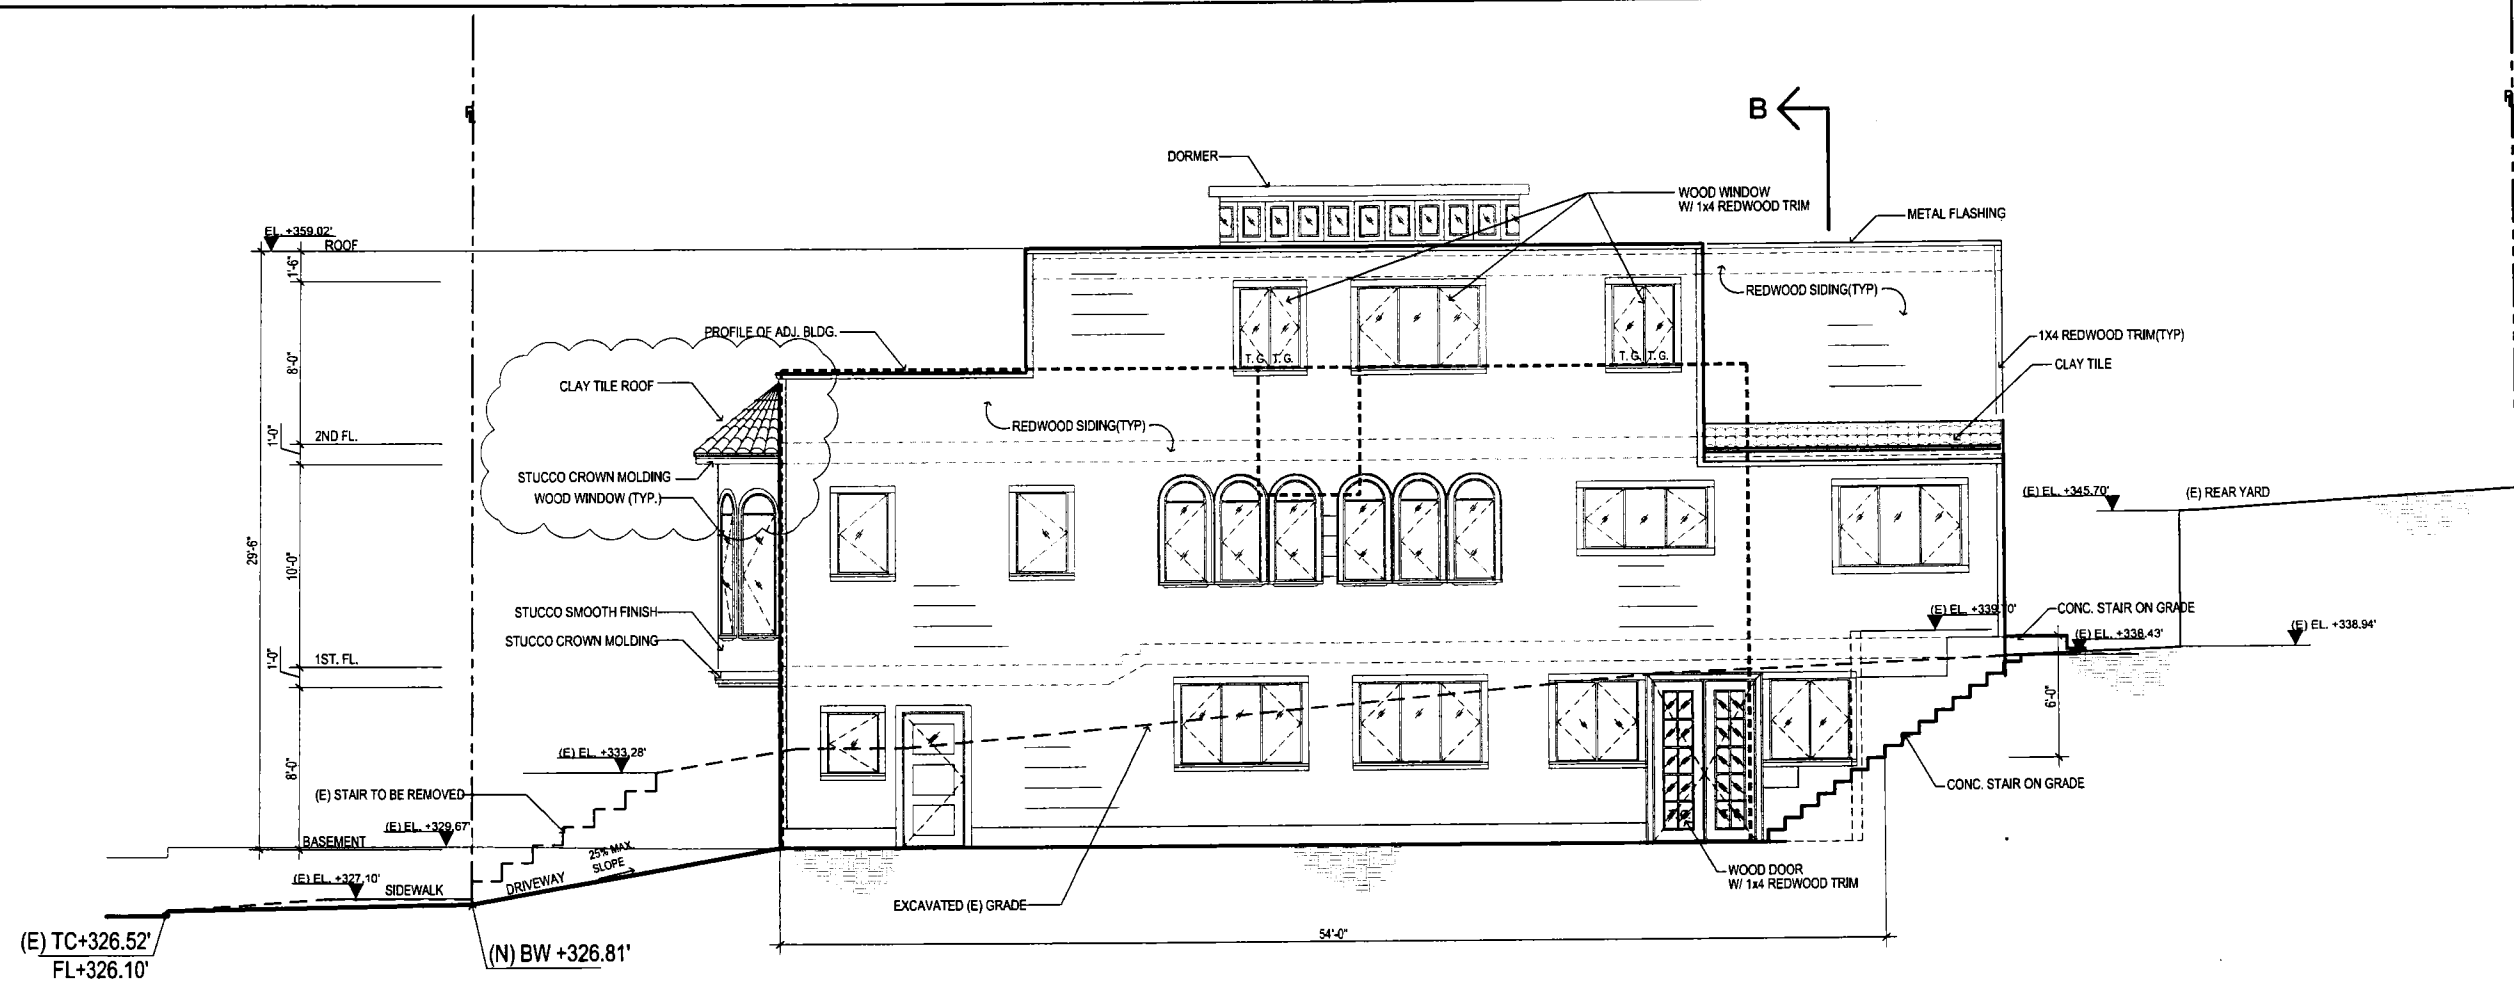 B
DORMER
WOOD WINDOW
W/ 1x4 REDWOOD TRIM
METAL FLASHING
EL. +359.02'
ROOF
1'-6"
REDWOOD SIDING(TYP)
PROFILE OF ADJ. BLDG.
1X4 REDWOOD TRIM(TYP)
CLAY TILE
8'-0"
T. G. T. G.
T. G. T. G.
CLAY TILE ROOF
REDWOOD SIDING(TYP)
2ND FL.
1'-0"
STUCCO CROWN MOLDING
WOOD WINDOW (TYP.)
(E) EL. +345.70'
(E) REAR YARD
29'-6"
10'-0"
STUCCO SMOOTH FINISH
STUCCO CROWN MOLDING
(E) EL. +339.70'
CONC. STAIR ON GRADE
(E) EL. +338.43'
(E) EL. +338.94'
1ST. FL.
1'-0"
6'-0"
(E) EL. +333.28'
8'-0"
CONC. STAIR ON GRADE
(E) STAIR TO BE REMOVED
(E) EL. +329.67'
BASEMENT
25% MAX.
SLOPE
WOOD DOOR
W/ 1x4 REDWOOD TRIM
(E) EL. +327.10'
SIDEWALK
DRIVEWAY
EXCAVATED (E) GRADE
54'-0"
(E) TC+326.52'
FL+326.10'
(N) BW +326.81'